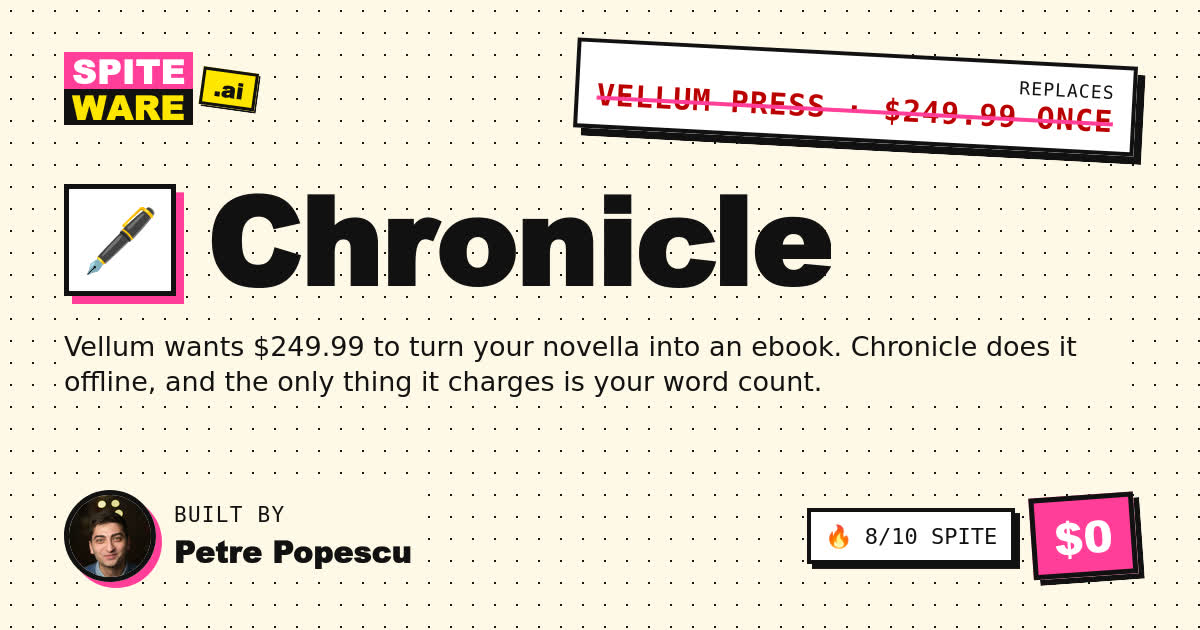 SPITE
WARE
.ai
REPLACES
VELLUM PRESS · $249.99 ONCE
Chronicle
Vellum wants $249.99 to turn your novella into an ebook. Chronicle does it
offline, and the only thing it charges is your word count.
BUILT BY
Petre Popescu
🔥 8/10 SPITE
$0